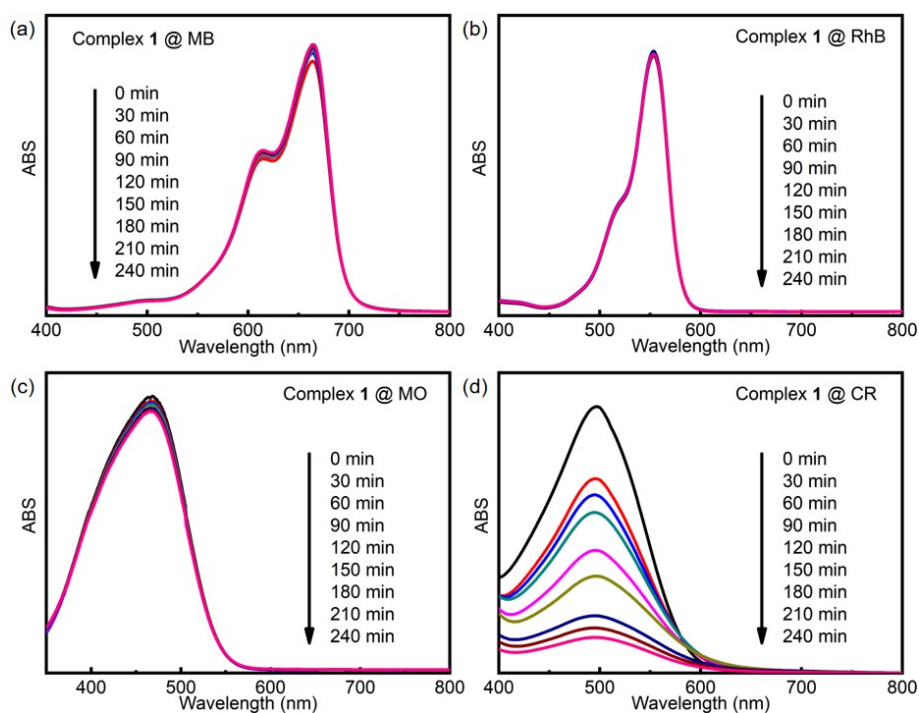 (a)
Complex 1 @ MB
0 min
30 min
60 min
90 min
120 min
150 min
180 min
210 min
240 min
ABS
400 500 600 700 800
Wavelength (nm)
(b)
Complex 1 @ RhB
0 min
30 min
60 min
90 min
120 min
150 min
180 min
210 min
240 min
ABS
400 500 600 700 800
Wavelength (nm)
(c)
Complex 1 @ MO
0 min
30 min
60 min
90 min
120 min
150 min
180 min
210 min
240 min
ABS
400 500 600 700 800
Wavelength (nm)
(d)
Complex 1 @ CR
0 min
30 min
60 min
90 min
120 min
150 min
180 min
210 min
240 min
ABS
400 500 600 700 800
Wavelength (nm)